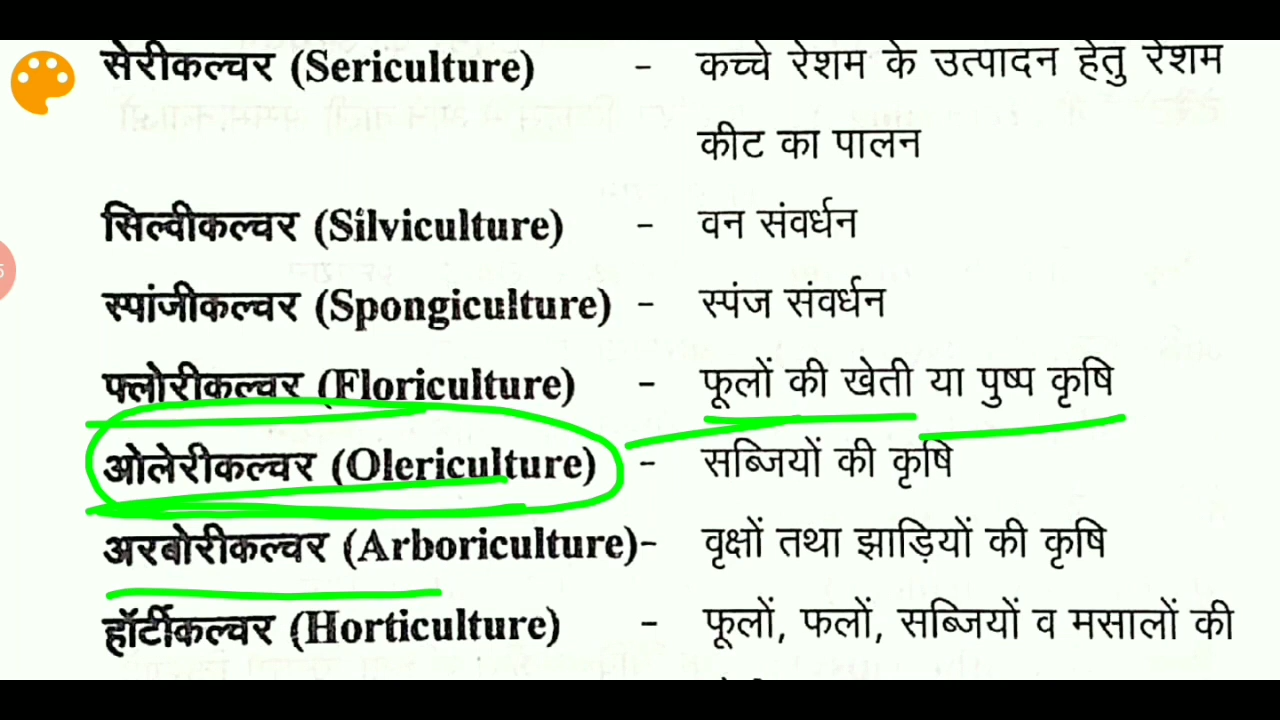 सेरीकल्चर (Sericulture) - कच्चे रेशम के उत्पादन हेतु रेशम
कीट का पालन
सिल्वीकल्चर (Silviculture) - वन संवर्धन
स्पांजीकल्चर (Spongiculture) - स्पंज संवर्धन
फ्लोरीकल्चर (Floriculture) - फूलों की खेती या पुष्प कृषि
ओलेरीकल्चर (Olericulture) - सब्जियों की कृषि
अरबोरीकल्चर (Arboriculture)- वृक्षों तथा झाड़ियों की कृषि
हॉर्टीकल्चर (Horticulture) - फूलों, फलों, सब्जियों व मसालों की